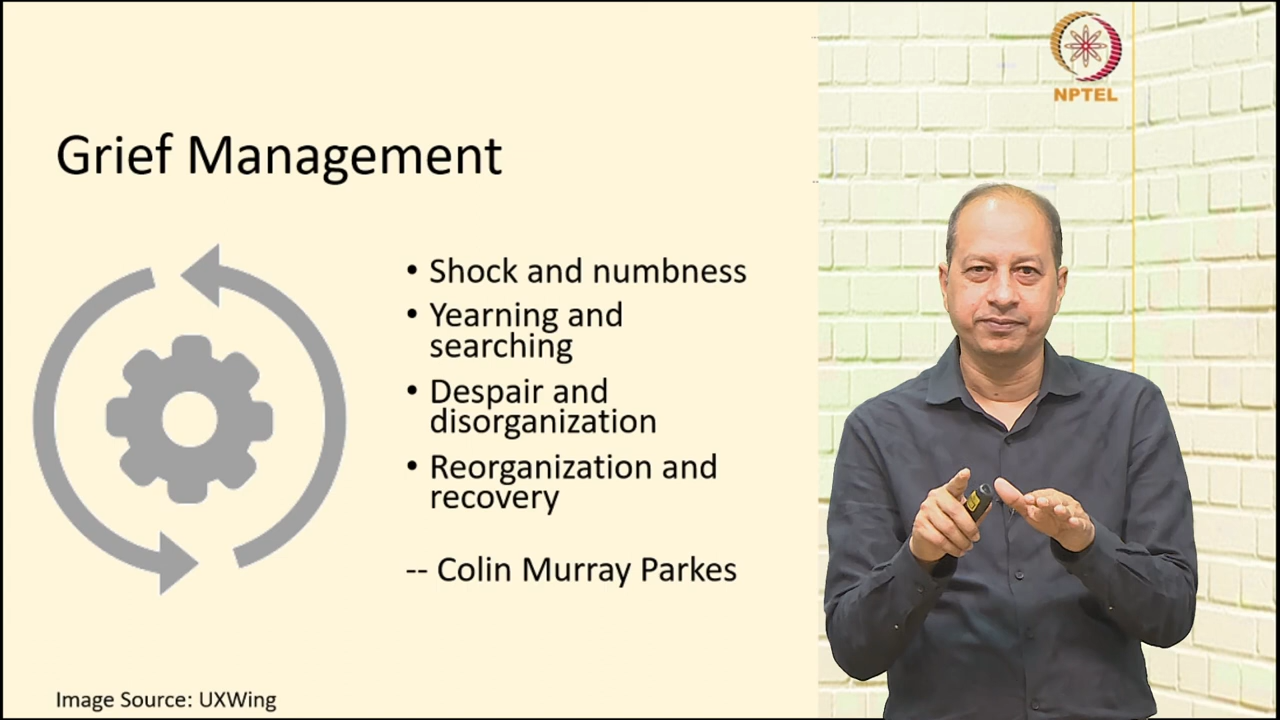 NPTEL
Grief Management
• Shock and numbness
• Yearning and
searching
• Despair and
disorganization
• Reorganization and
recovery
-- Colin Murray Parkes
Image Source: UXWing